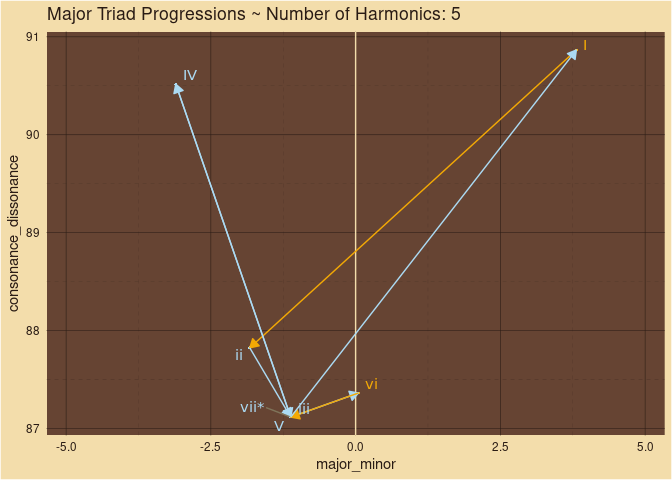 Major Triad Progressions ~ Number of Harmonics: 5
91
I
IV
90
consonance_dissonance
89
88
ii
vi
vii*
iii
V
87
-5.0
-2.5
0.0
2.5
5.0
major_minor